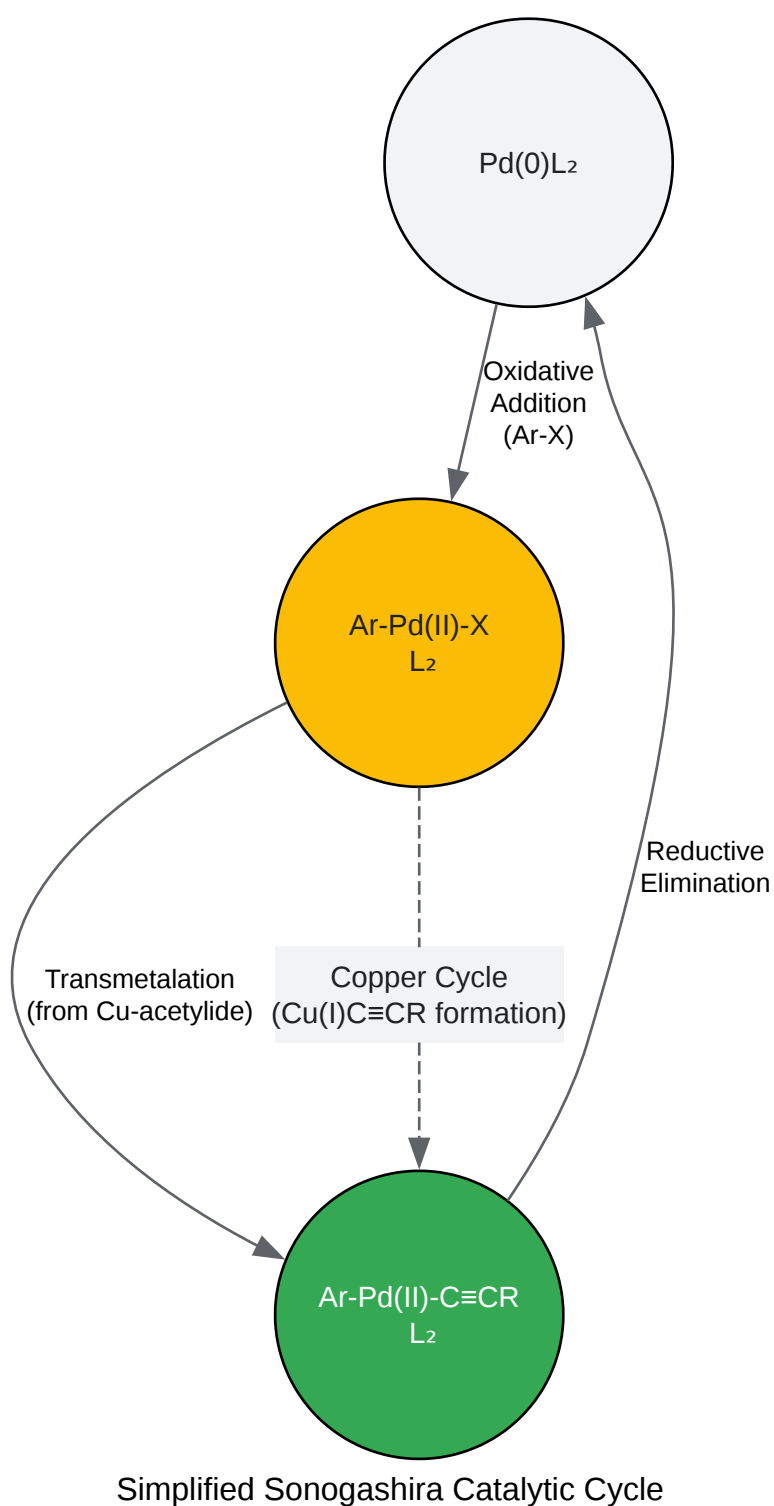 Pd(0)L₂
Oxidative
Addition
(Ar-X)
Ar-Pd(II)-X
L₂
Reductive
Elimination
Transmetalation
(from Cu-acetylide)
Copper Cycle
(Cu(I)C≡CR formation)
Ar-Pd(II)-C≡CR
L₂
Simplified Sonogashira Catalytic Cycle